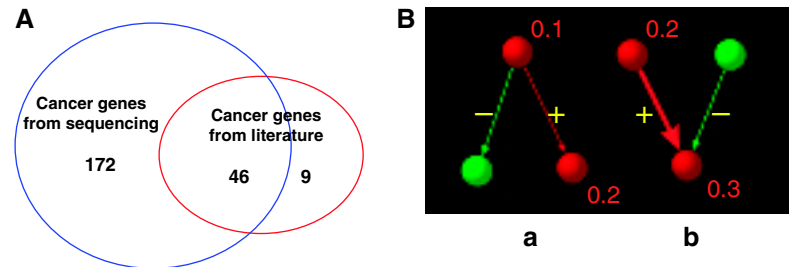 A
Cancer genes
from sequencing
172
Cancer genes
from literature
46
9
B
0.1
0.2
− +
+ −
0.2
0.3
a
b